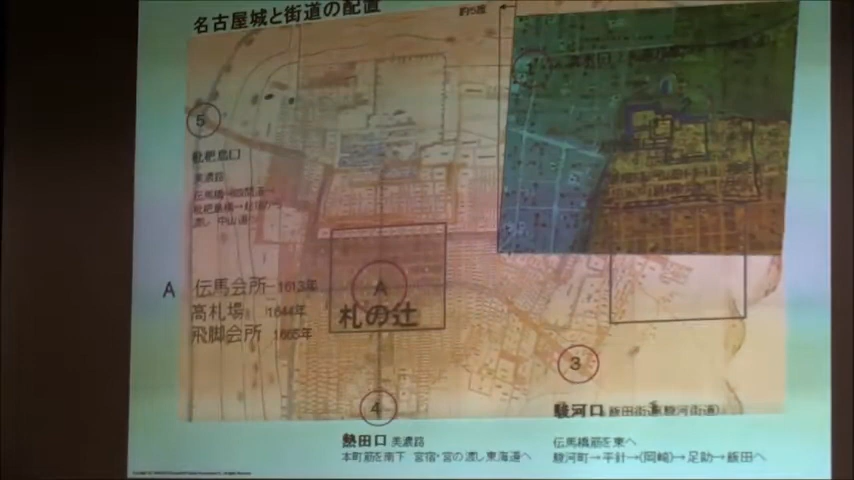 名古屋城と街道の配置
約5度
1
5
枇杷島口
美濃路
A
伝馬会所 1613年
高札場 1644年
飛脚会所 1665年
A
札の辻
3
4
駿河口 飯田街道(駿河街道)
熱田口 美濃路
伝馬橋筋を東へ
本町筋を南下 宮宿・宮の渡し東海道へ
駿河町→平針→(岡崎)→足助→飯田へ